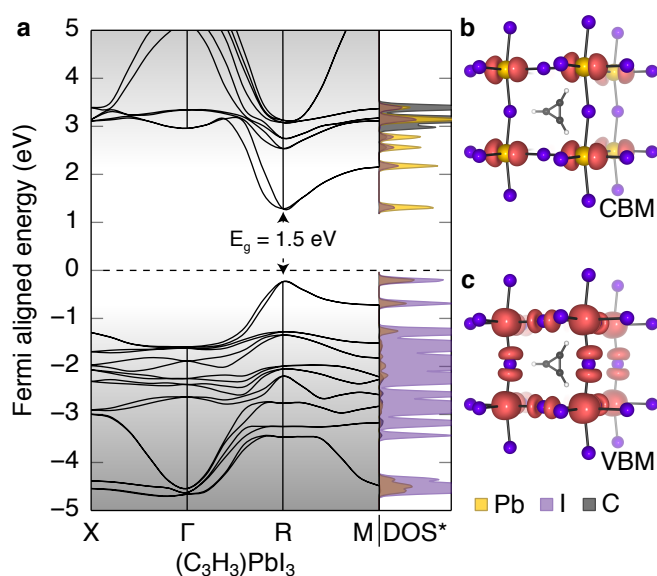 a
b
c
Fermi aligned energy (eV)
5
4
3
2
1
0
−1
−2
−3
−4
−5
E_g = 1.5 eV
X
Γ
R
M
DOS*
(C₃H₃)PbI₃
CBM
VBM
Pb
I
C